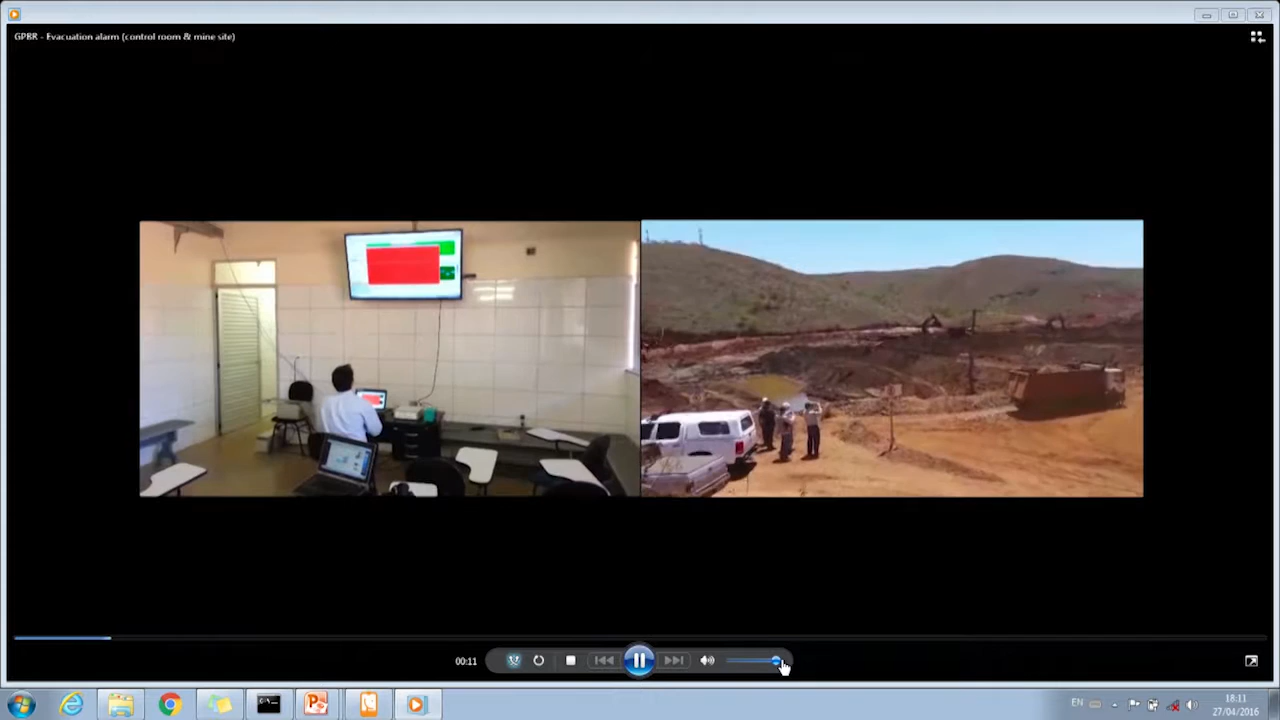 GPBR - Evacuation alarm (control room & mine site)
00:11
EN
18:11
27/04/2016